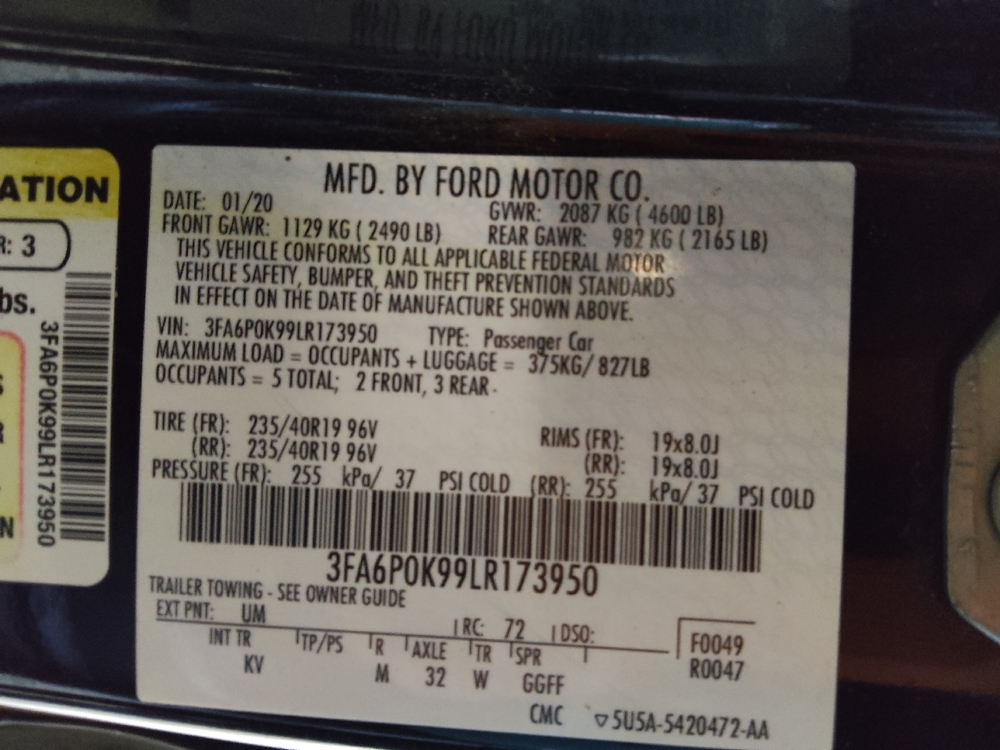 ATION
R: 3
bs.
3FA6P0K99LR173950
S
R
N
MFD. BY FORD MOTOR CO.
DATE: 01/20 GVWR: 2087 KG ( 4600 LB)
FRONT GAWR: 1129 KG ( 2490 LB) REAR GAWR: 982 KG ( 2165 LB)
THIS VEHICLE CONFORMS TO ALL APPLICABLE FEDERAL MOTOR
VEHICLE SAFETY, BUMPER, AND THEFT PREVENTION STANDARDS
IN EFFECT ON THE DATE OF MANUFACTURE SHOWN ABOVE.
VIN: 3FA6P0K99LR173950 TYPE: Passenger Car
MAXIMUM LOAD = OCCUPANTS + LUGGAGE = 375KG/ 827LB
OCCUPANTS = 5 TOTAL; 2 FRONT, 3 REAR
TIRE (FR): 235/40R19 96V RIMS (FR): 19x8.0J
(RR): 235/40R19 96V (RR): 19x8.0J
PRESSURE (FR): 255 kPa/ 37 PSI COLD (RR): 255 kPa/ 37 PSI COLD
3FA6P0K99LR173950
TRAILER TOWING - SEE OWNER GUIDE
EXT PNT: UM RC: 72 DSO: F0049
INT TR TP/PS R AXLE TR SPR R0047
KV M 32 W GGFF
CMC ▽5U5A-5420472-AA